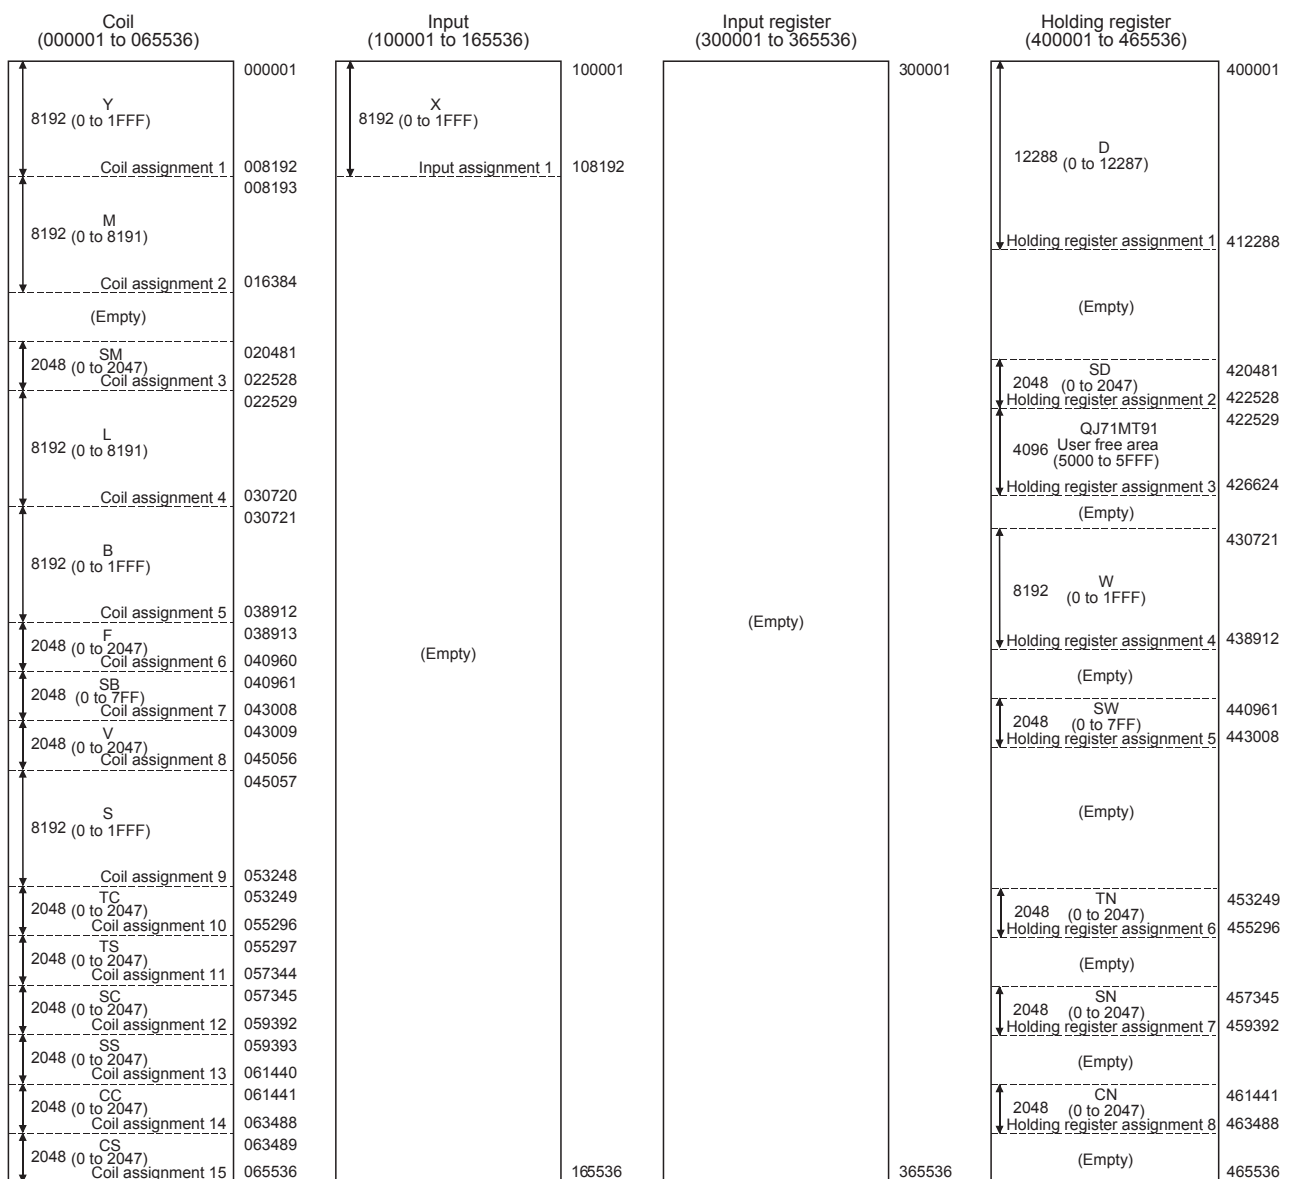 Coil
(000001 to 065536)
000001
Y
8192 (0 to 1FFF)
Coil assignment 1 008192
008193
M
8192 (0 to 8191)
Coil assignment 2 016384
(Empty)
SM 020481
2048 (0 to 2047)
Coil assignment 3 022528
022529
L
8192 (0 to 8191)
Coil assignment 4 030720
030721
B
8192 (0 to 1FFF)
Coil assignment 5 038912
F 038913
2048 (0 to 2047)
Coil assignment 6 040960
SB 040961
2048 (0 to 7FF)
Coil assignment 7 043008
V 043009
2048 (0 to 2047)
Coil assignment 8 045056
045057
S
8192 (0 to 1FFF)
Coil assignment 9 053248
TC 053249
2048 (0 to 2047)
Coil assignment 10 055296
TS 055297
2048 (0 to 2047)
Coil assignment 11 057344
SC 057345
2048 (0 to 2047)
Coil assignment 12 059392
SS 059393
2048 (0 to 2047)
Coil assignment 13 061440
CC 061441
2048 (0 to 2047)
Coil assignment 14 063488
CS 063489
2048 (0 to 2047)
Coil assignment 15 065536
Input
(100001 to 165536)
100001
X
8192 (0 to 1FFF)
Input assignment 1 108192
(Empty)
165536
Input register
(300001 to 365536)
300001
(Empty)
365536
Holding register
(400001 to 465536)
400001
D
12288 (0 to 12287)
Holding register assignment 1 412288
(Empty)
SD 420481
2048 (0 to 2047)
Holding register assignment 2 422528
422529
QJ71MT91
User free area
4096 (5000 to 5FFF)
Holding register assignment 3 426624
(Empty)
430721
W
8192 (0 to 1FFF)
Holding register assignment 4 438912
(Empty)
SW 440961
2048 (0 to 7FF)
Holding register assignment 5 443008
(Empty)
TN 453249
2048 (0 to 2047)
Holding register assignment 6 455296
(Empty)
SN 457345
2048 (0 to 2047)
Holding register assignment 7 459392
(Empty)
CN 461441
2048 (0 to 2047)
Holding register assignment 8 463488
(Empty)
465536